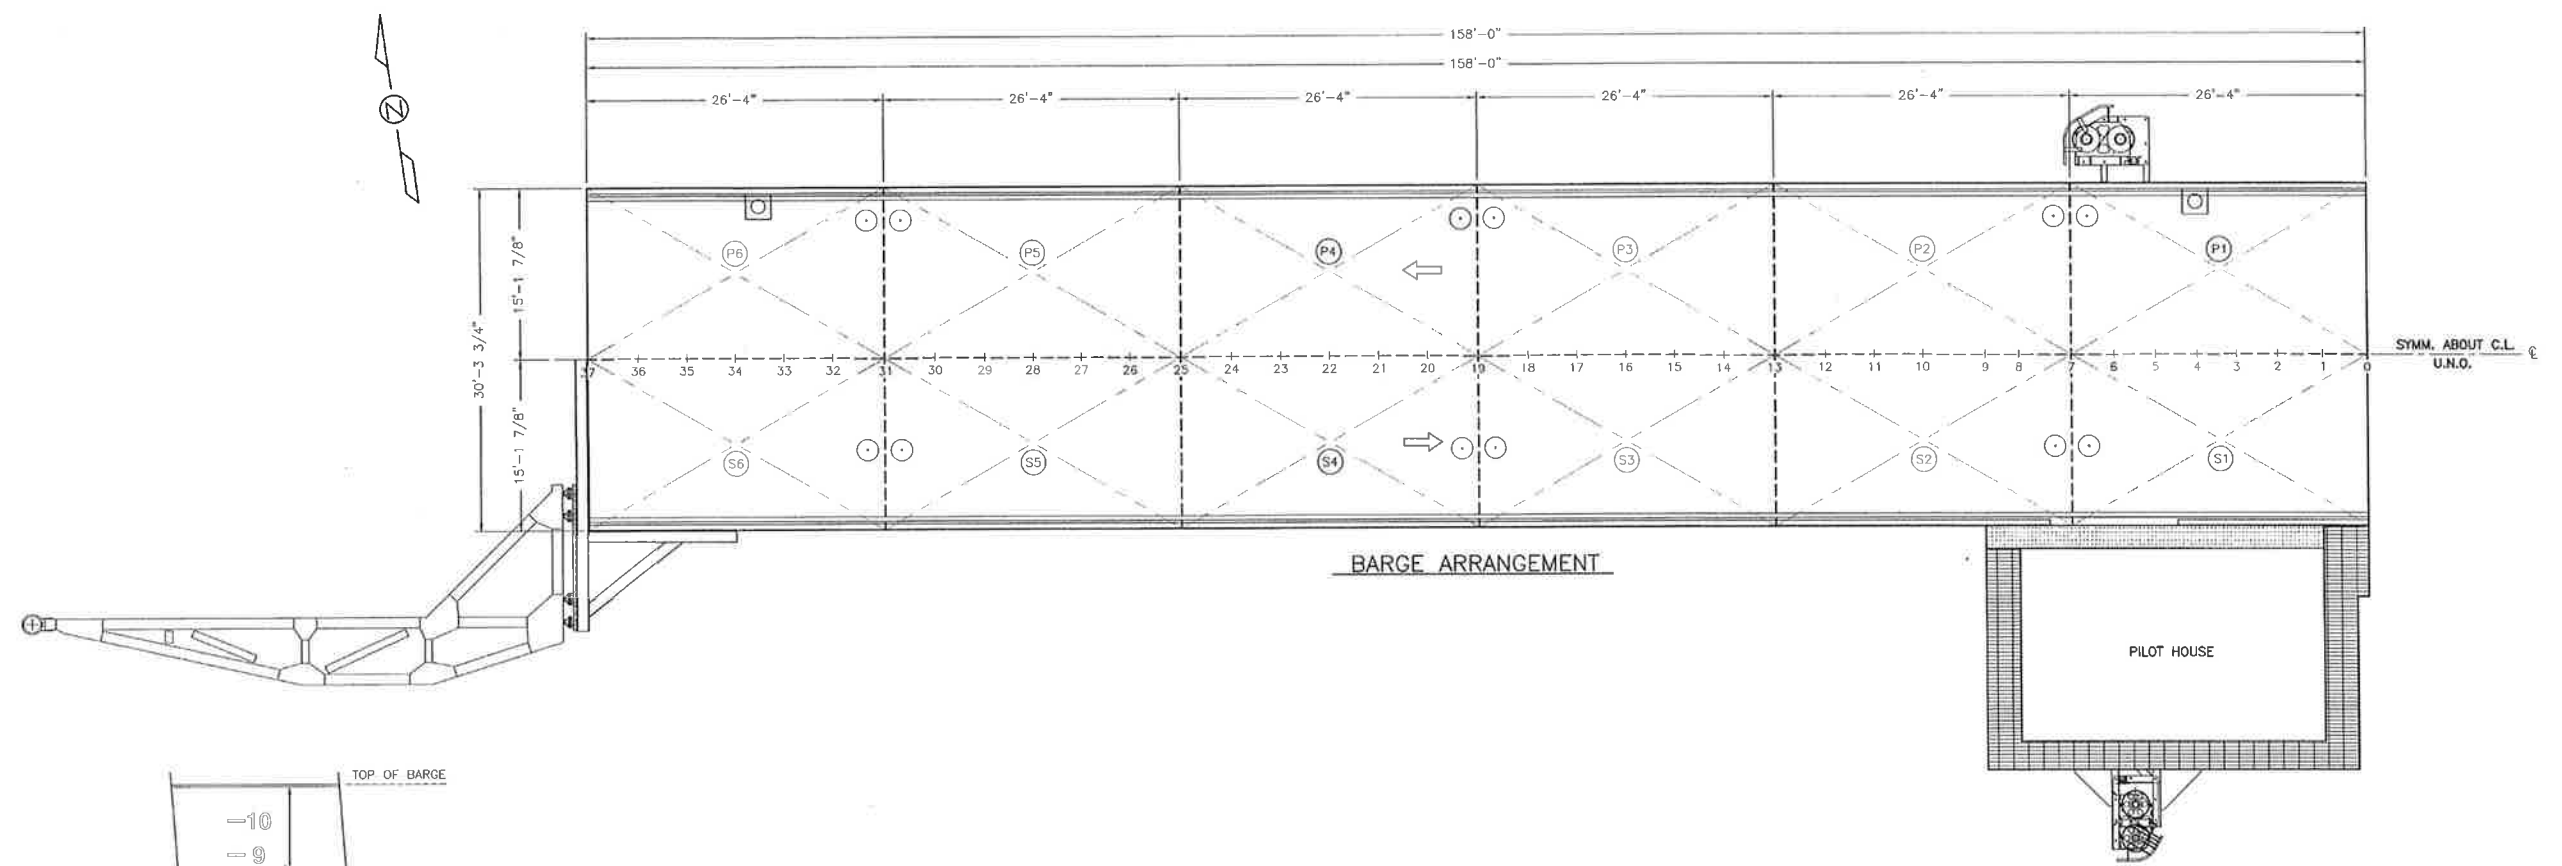 158'-0"
158'-0"
26'-4" 26'-4" 26'-4" 26'-4" 26'-4" 26'-4"
N
30'-3 3/4"
15'-1 7/8"
15'-1 7/8"
P6 P5 P4 P3 P2 P1
37 36 35 34 33 32 31 30 29 28 27 26 25 24 23 22 21 20 19 18 17 16 15 14 13 12 11 10 9 8 7 6 5 4 3 2 1 0
SYMM. ABOUT C.L. ℄
U.N.O.
S6 S5 S4 S3 S2 S1
BARGE ARRANGEMENT
PILOT HOUSE
TOP OF BARGE
—10
—9